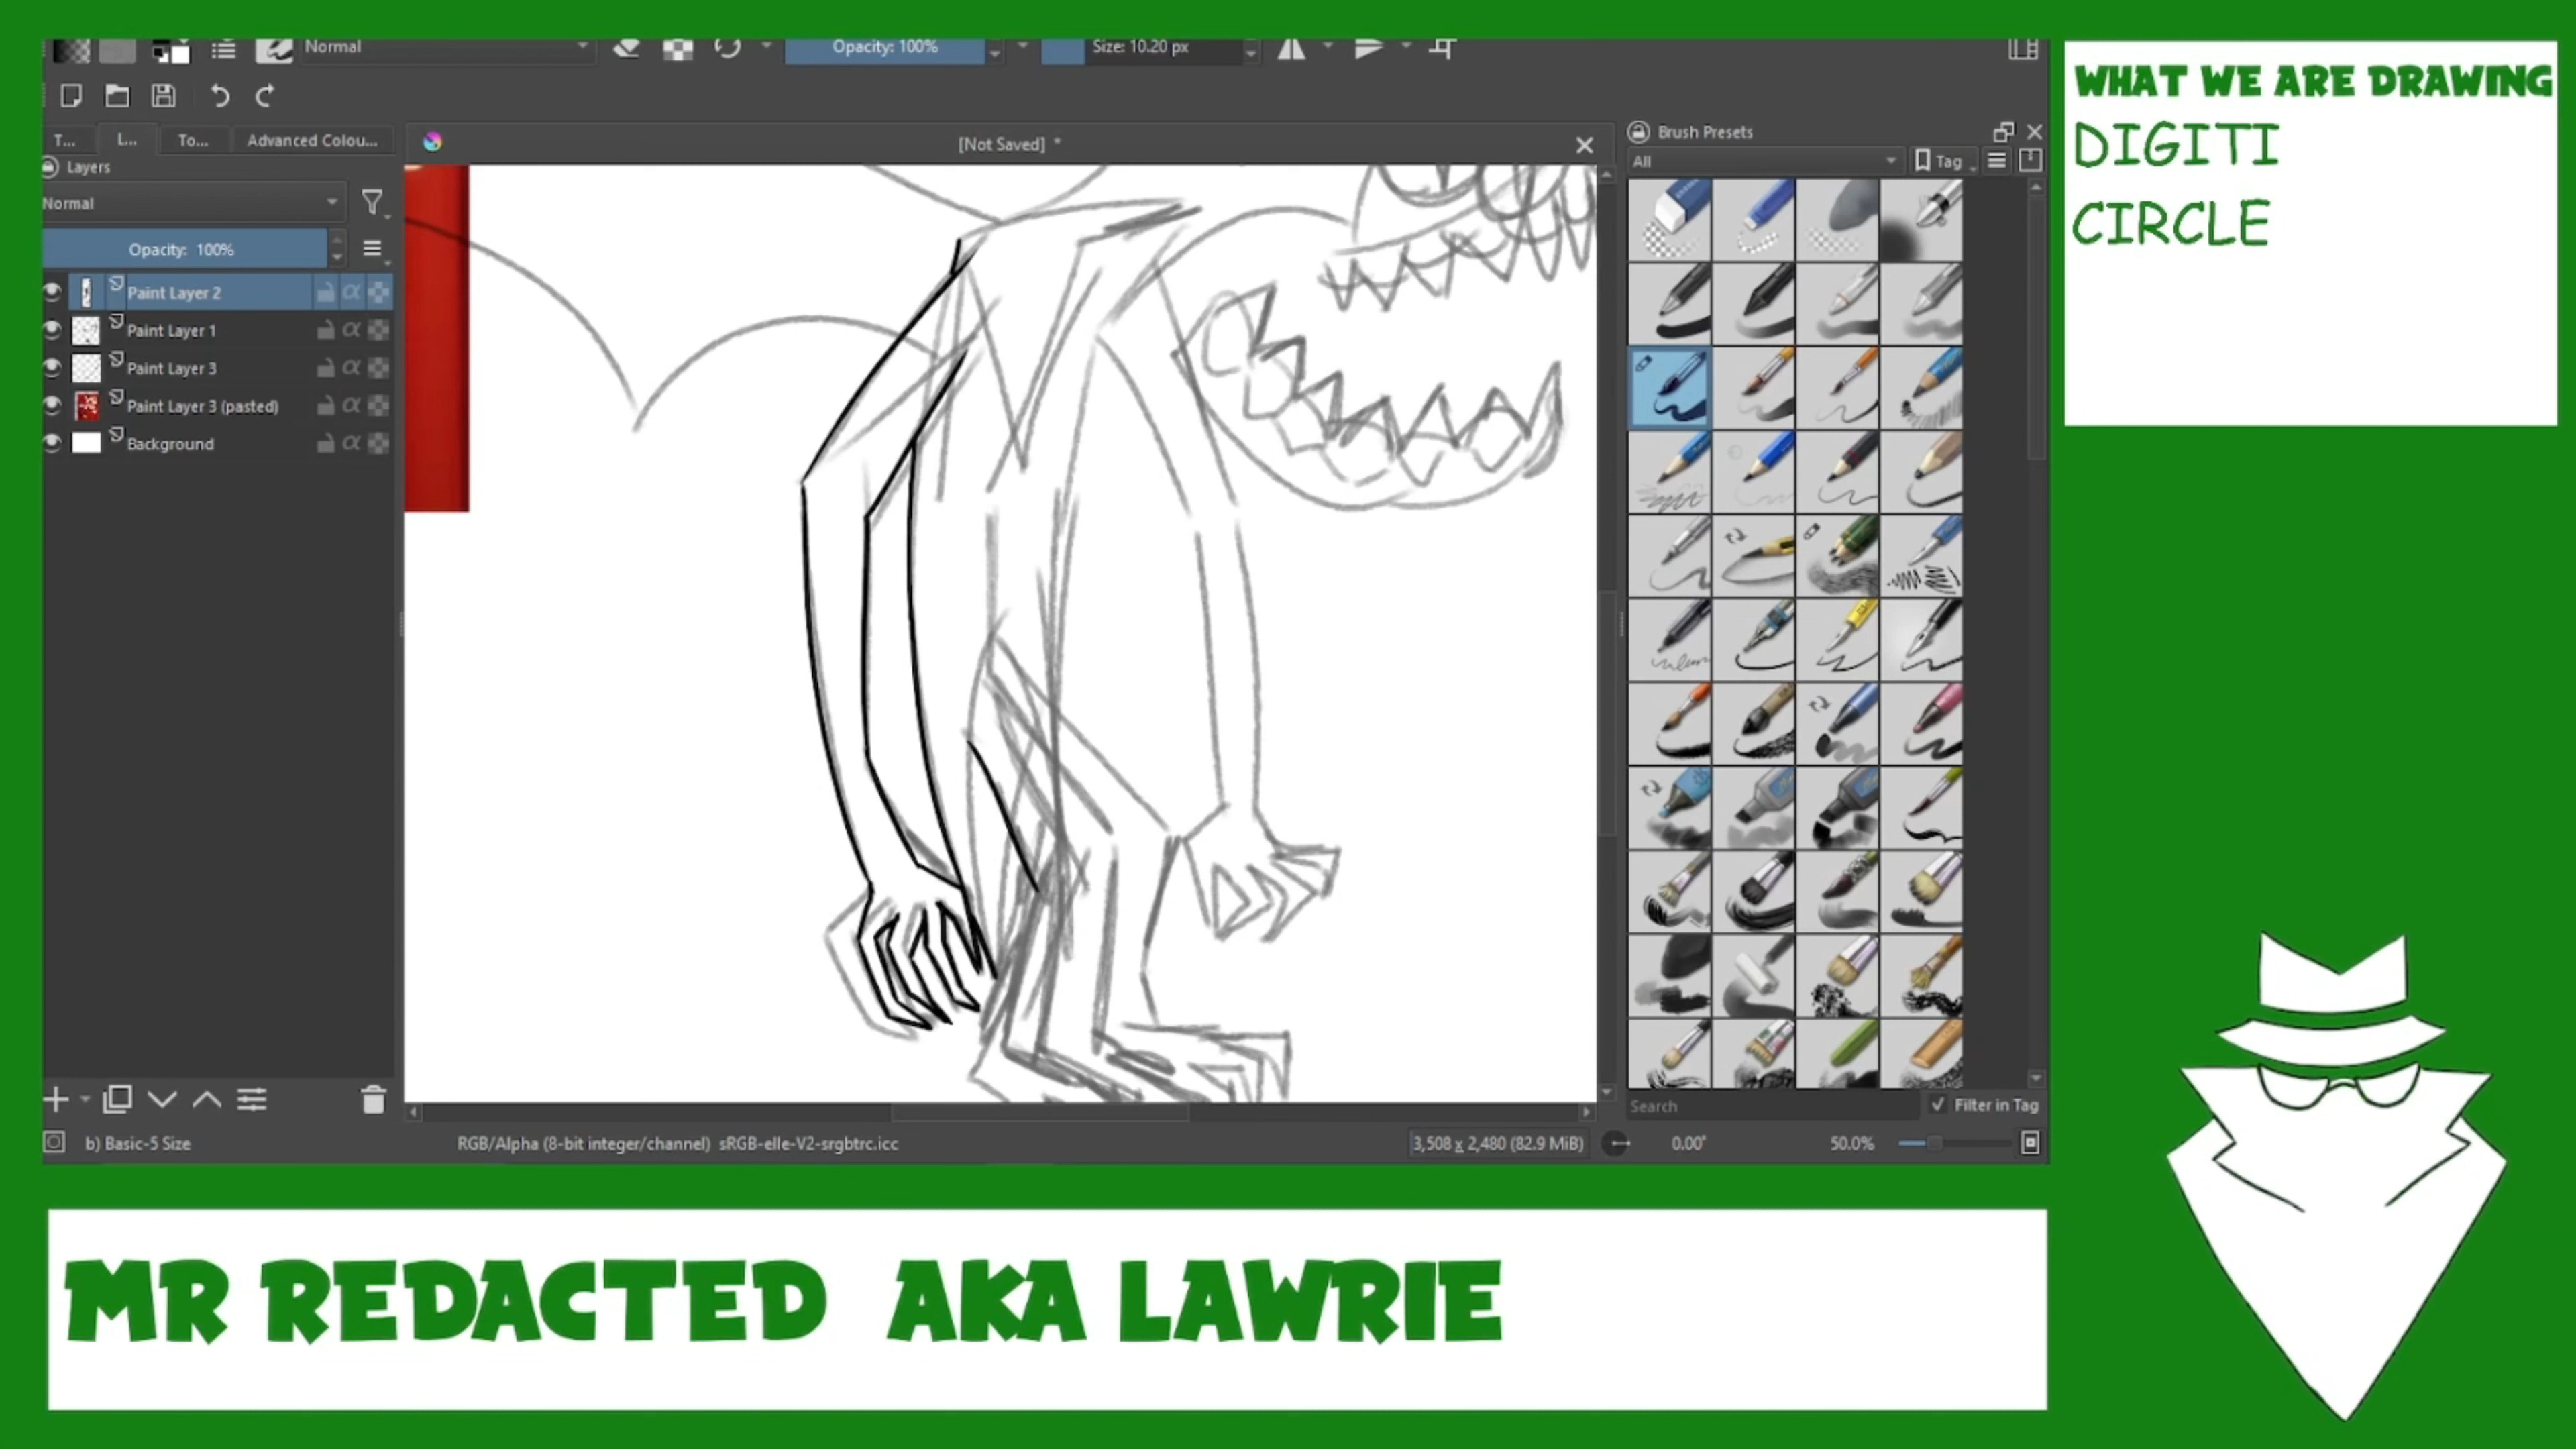 Normal
Opacity: 100%
Size: 10.20 px
T...
L...
To...
Advanced Colou...
[Not Saved] *
Layers
Normal
Opacity: 100%
Paint Layer 2
Paint Layer 1
Paint Layer 3
Paint Layer 3 (pasted)
Background
Brush Presets
All
Tag
Search
Filter in Tag
b) Basic-5 Size
RGB/Alpha (8-bit integer/channel) sRGB-elle-V2-srgbtrc.icc
3,508 x 2,480 (82.9 MiB)
0.00°
50.0%
WHAT WE ARE DRAWING
DIGITI
CIRCLE
MR REDACTED AKA LAWRIE